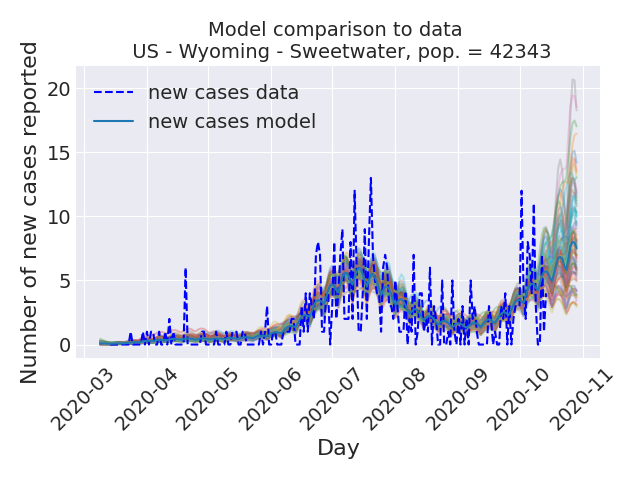 Model comparison to data
US - Wyoming - Sweetwater, pop. = 42343
Number of new cases reported
20
15
10
5
0
new cases data
new cases model
2020-03
2020-04
2020-05
2020-06
2020-07
2020-08
2020-09
2020-10
2020-11
Day